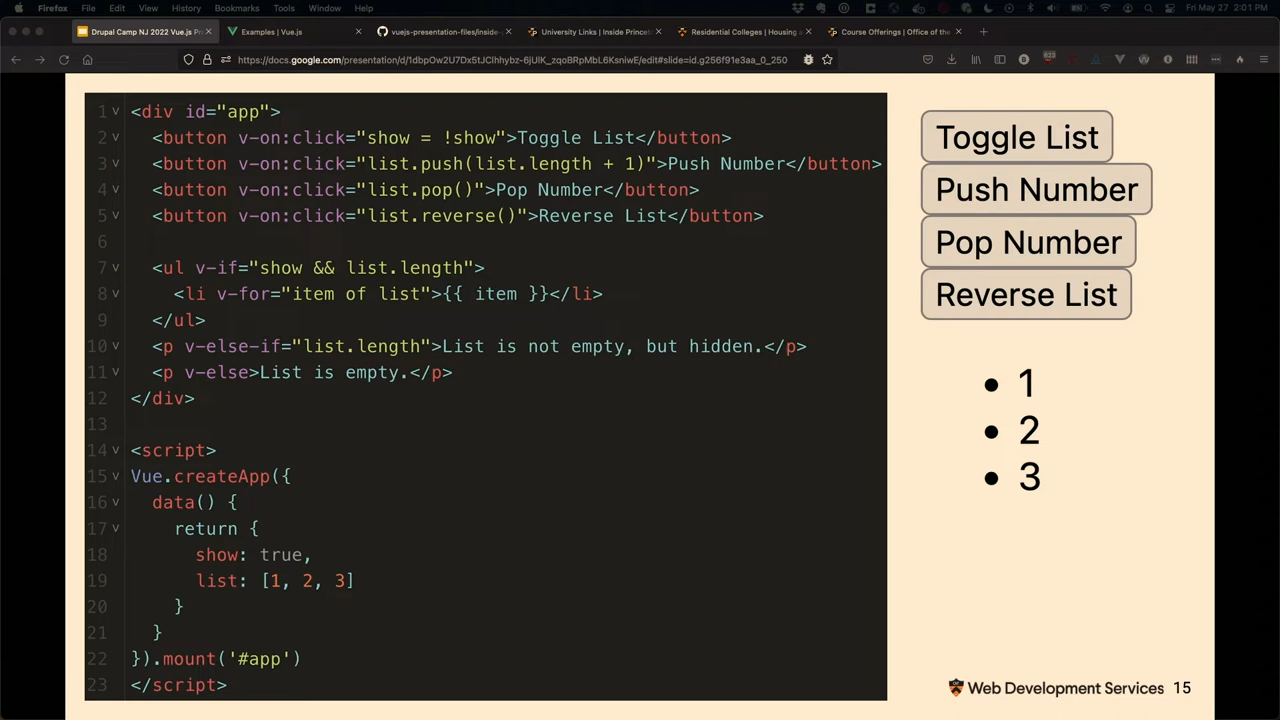 Firefox File Edit View History Bookmarks Tools Window Help Fri May 27 2:01 PM
Drupal Camp NJ 2022 Vue.js Pr Examples | Vue.js vuejs-presentation-files/inside- University Links | Inside Princet Residential Colleges | Housing a Course Offerings | Office of the
https://docs.google.com/presentation/d/1dbpOw2U7Dx5tJClhhybz-6jUlK_zqoBRpMbL6KsniwE/edit#slide=id.g256f91e3aa_0_250
1 <div id="app">
2 <button v-on:click="show = !show">Toggle List</button>
3 <button v-on:click="list.push(list.length + 1)">Push Number</button>
4 <button v-on:click="list.pop()">Pop Number</button>
5 <button v-on:click="list.reverse()">Reverse List</button>
6
7 <ul v-if="show && list.length">
8 <li v-for="item of list">{{ item }}</li>
9 </ul>
10 <p v-else-if="list.length">List is not empty, but hidden.</p>
11 <p v-else>List is empty.</p>
12 </div>
13
14 <script>
15 Vue.createApp({
16 data() {
17 return {
18 show: true,
19 list: [1, 2, 3]
20 }
21 }
22 }).mount('#app')
23 </script>
Toggle List
Push Number
Pop Number
Reverse List
• 1
• 2
• 3
Web Development Services 15